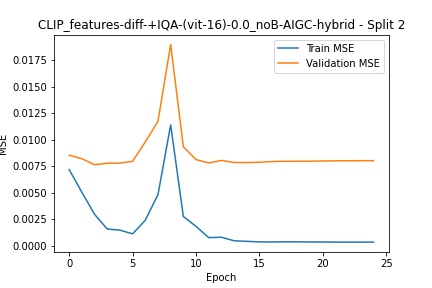 CLIP_features-diff-+IQA-(vit-16)-0.0_noB-AIGC-hybrid - Split 2
Train MSE
Validation MSE
0.0175
0.0150
0.0125
0.0100
0.0075
0.0050
0.0025
0.0000
MSE
0 5 10 15 20 25
Epoch